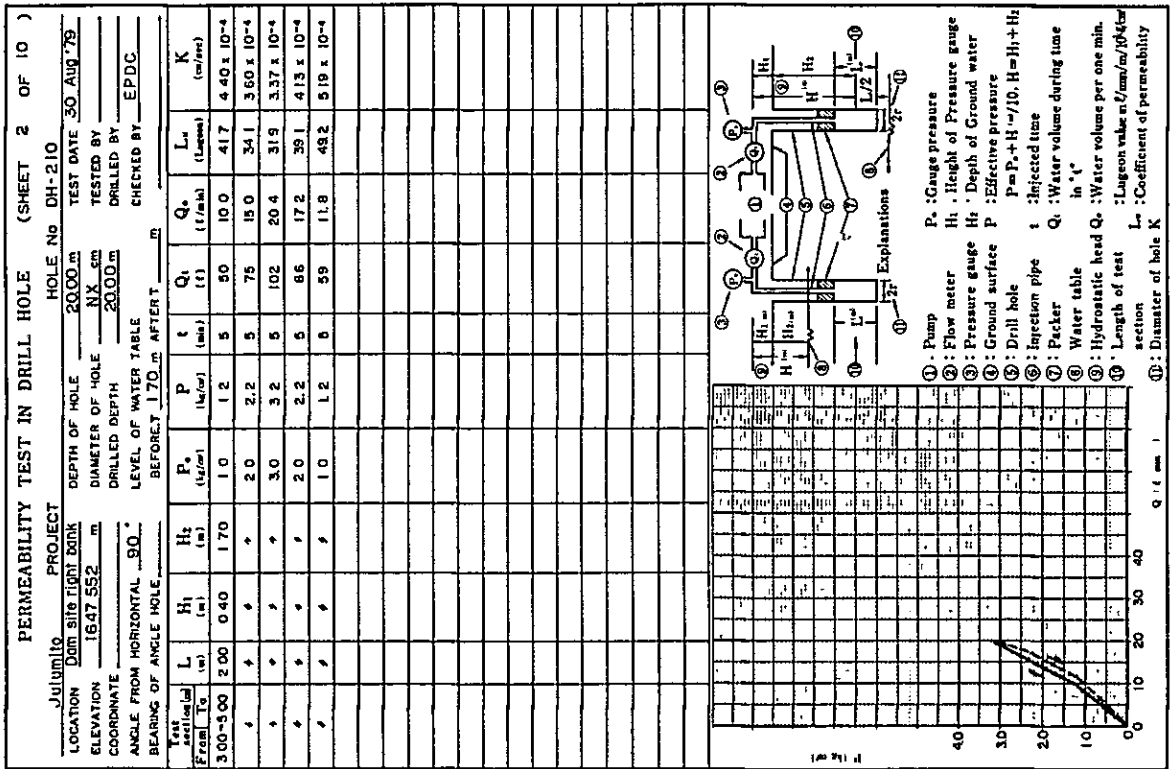 PERMEABILITY TEST IN DRILL HOLE (SHEET 2 OF 10 )
Julumito PROJECT HOLE No DH-210
LOCATION Dam site right bank DEPTH OF HOLE 20.00 m TEST DATE 30 Aug '79
ELEVATION 1647 552 m DIAMETER OF HOLE NX cm TESTED BY
COORDINATE DRILLED DEPTH 20.00 m DRILLED BY
ANGLE FROM HORIZONTAL 90 ° LEVEL OF WATER TABLE CHECKED BY EPDC
BEARING OF ANGLE HOLE BEFORE.T 1 70 m AFTER T m
Test section (m) From To L (m) H1 (m) H2 (m) P. (kg/cm²) P (kg/cm²) t (min) Qt (ℓ) Q. (ℓ/min) Lu (Lugeon) K (cm/sec)
3 00~5 00 2 00 0 40 1 70 1 0 1 2 5 50 10 0 41 7 4 40 x 10-4
〃 〃 〃 〃 2 0 2.2 5 75 15 0 34 1 3 60 x 10-4
〃 〃 〃 〃 3.0 3 2 5 102 20 4 31 9 3.37 x 10-4
〃 〃 〃 〃 2 0 2.2 5 86 17 2 39 1 4 13 x 10-4
〃 〃 〃 〃 1 0 1.2 5 59 11.8 49.2 5 19 x 10-4
P (kg cm²)
4.0
3.0
2.0
1.0
0
0 10 20 30 40
Explanations
① : Pump
② : Flow meter
③ : Pressure gauge
④ : Ground surface
⑤ : Drill hole
⑥ : Injection pipe
⑦ : Packer
⑧ Water table
⑨ : Hydrostatic head
⑩ Length of test section
⑪ : Diamater of hole
P. : Gauge pressure
H1 . Height of Pressure gauge
H2 ' Depth of Ground water
P : Effective pressure
P=P.+H/10, H=H1+H2
t : Injected time
Qt : Water volume during time in "t"
Q. : Water volume per one min.
Lu : Lugeon value
K : Coefficient of permeability